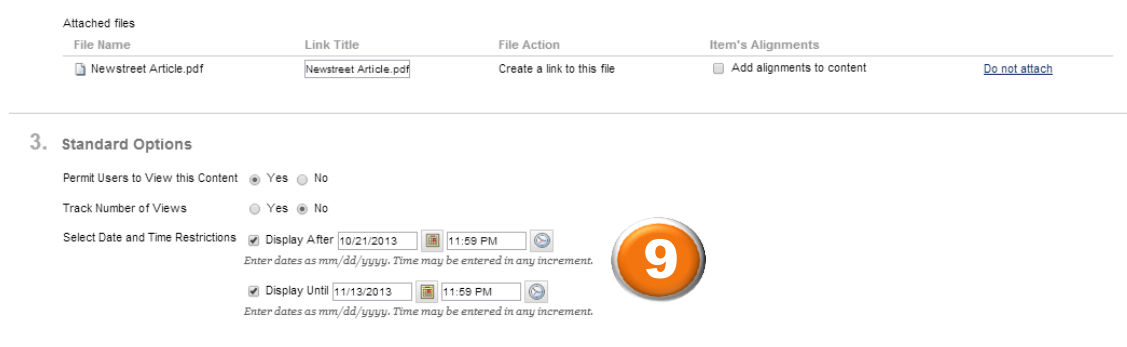 Attached files
File Name Link Title File Action Item's Alignments
Newstreet Article.pdf Newstreet Article.pdf Create a link to this file Add alignments to content Do not attach
3. Standard Options
Permit Users to View this Content Yes No
Track Number of Views Yes No
Select Date and Time Restrictions Display After 10/21/2013 11:59 PM
Enter dates as mm/dd/yyyy. Time may be entered in any increment.
9
Display Until 11/13/2013 11:59 PM
Enter dates as mm/dd/yyyy. Time may be entered in any increment.